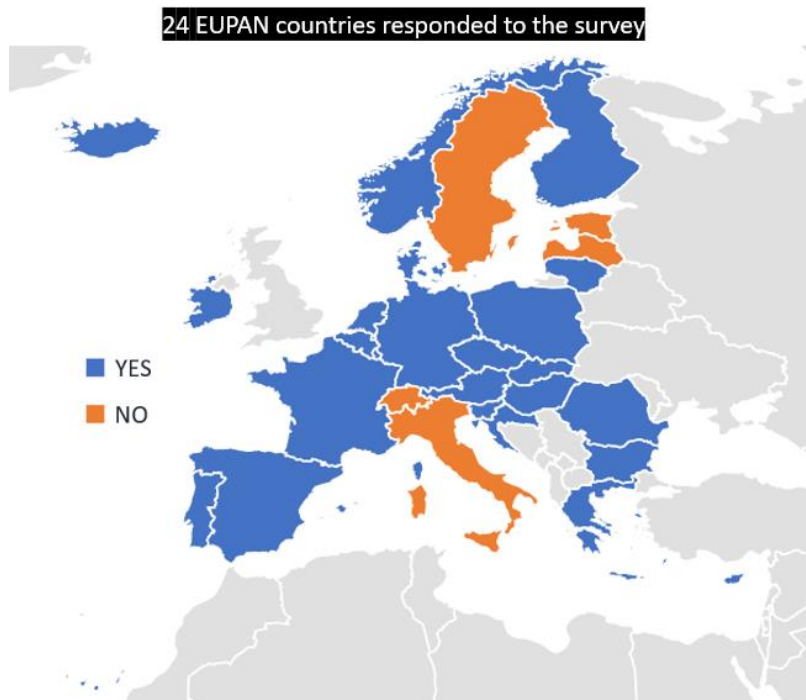 24 EUPAN countries responded to the survey
YES
NO